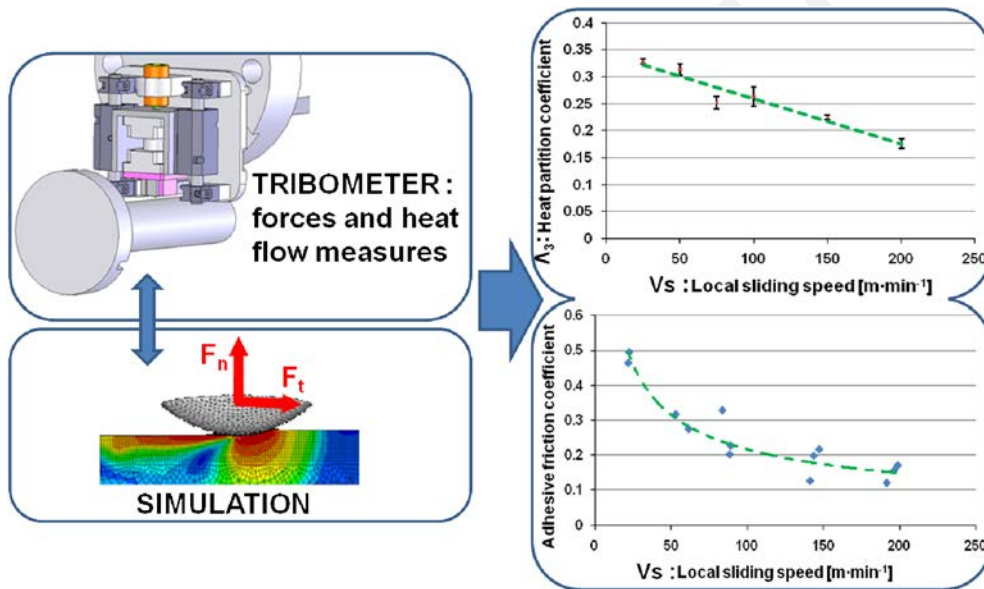 TRIBOMETER :
forces and heat
flow measures
Fn
Ft
SIMULATION
Λ3: Heat partition coefficient
0.4
0.35
0.3
0.25
0.2
0.15
0.1
0.05
0
0 50 100 150 200 250
Vs : Local sliding speed [m·min-1]
Adhesive friction coefficient
0.6
0.5
0.4
0.3
0.2
0.1
0
0 50 100 150 200 250
Vs : Local sliding speed [m·min-1]